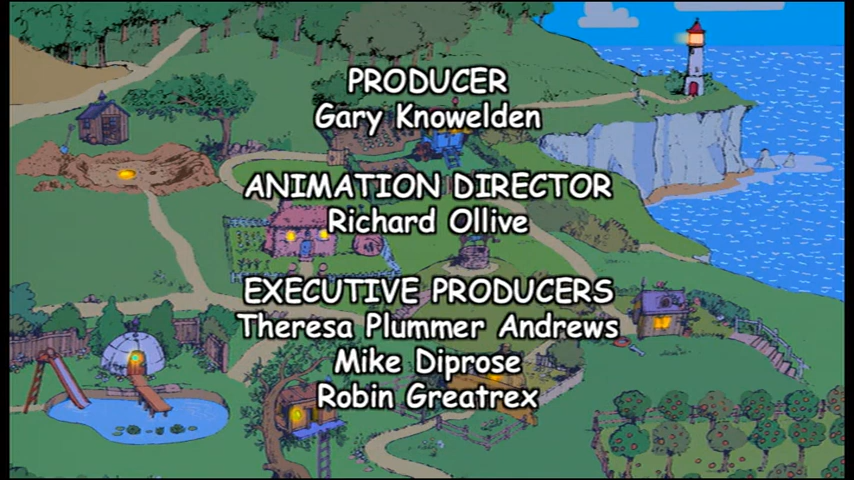 PRODUCER
Gary Knowelden
ANIMATION DIRECTOR
Richard Ollive
EXECUTIVE PRODUCERS
Theresa Plummer Andrews
Mike Diprose
Robin Greatrex